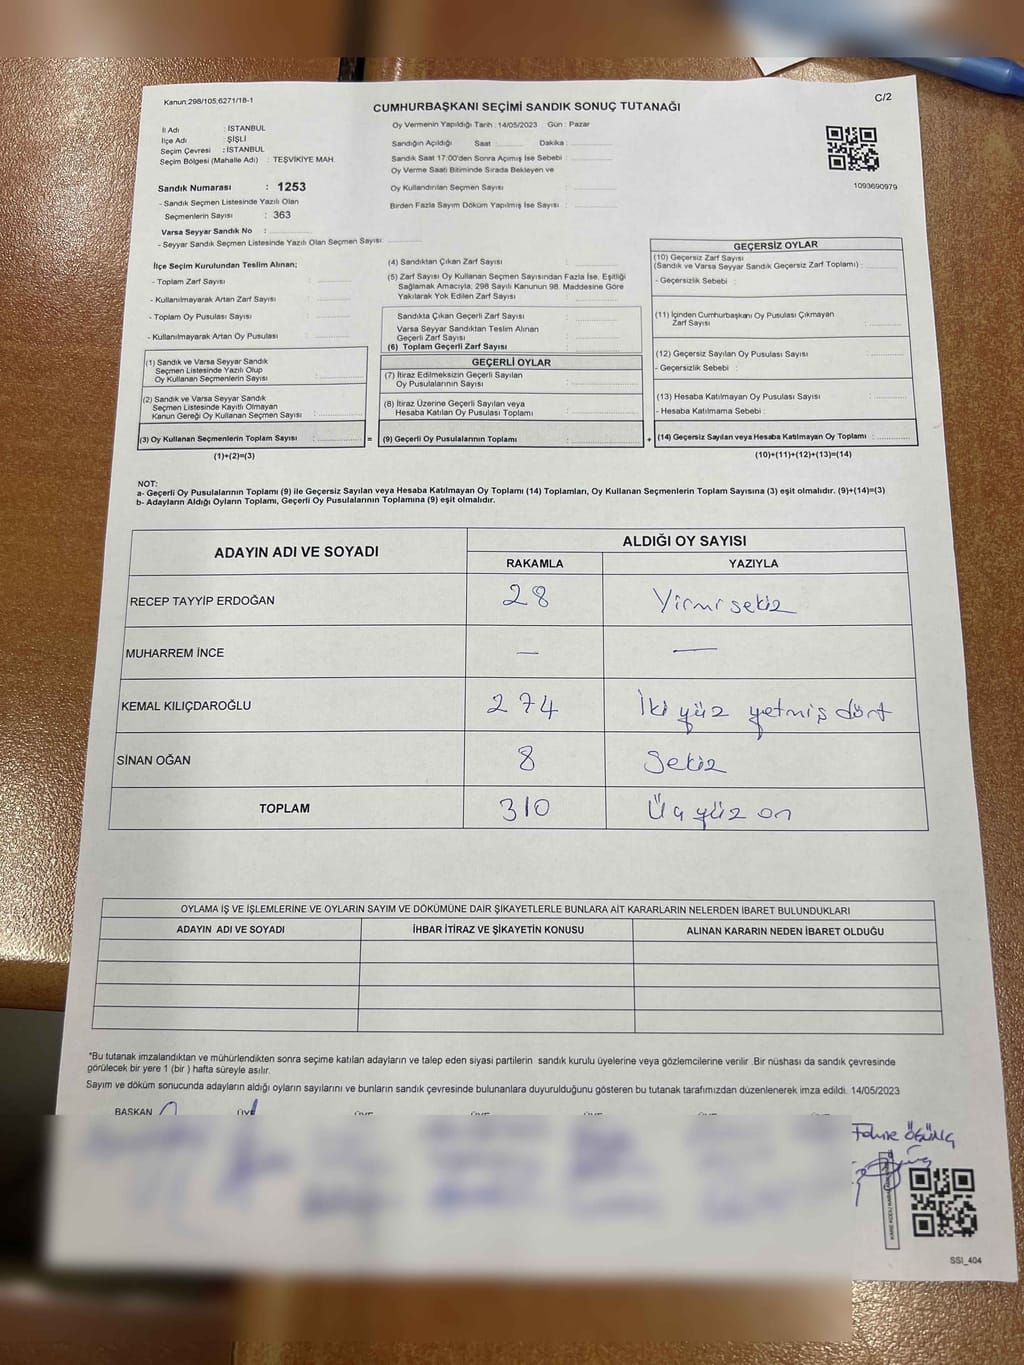 Kanun:298/105,6271/18-1
C/2
CUMHURBAŞKANI SEÇİMİ SANDIK SONUÇ TUTANAĞI
İl Adı : İSTANBUL
İlçe Adı : ŞİŞLİ
Seçim Çevresi : İSTANBUL
Seçim Bölgesi (Mahalle Adı) : TEŞVİKİYE MAH.
Sandık Numarası : 1253
- Sandık Seçmen Listesinde Yazılı Olan
Seçmenlerin Sayısı : 363
Varsa Seyyar Sandık No :
- Seyyar Sandık Seçmen Listesinde Yazılı Olan Seçmen Sayısı:
Oy Vermenin Yapıldığı Tarih : 14/05/2023 Gün : Pazar
Sandığın Açıldığı Saat : Dakika :
Sandık Saat 17:00'den Sonra Açımış İse Sebebi :
Oy Verme Saati Bitiminde Sırada Bekleyen ve
Oy Kullandırılan Seçmen Sayısı :
Birden Fazla Sayım Döküm Yapılmış İse Sayısı :
1093690979
İlçe Seçim Kurulundan Teslim Alınan;
- Toplam Zarf Sayısı :
- Kullanılmayarak Artan Zarf Sayısı :
- Toplam Oy Pusulası Sayısı :
- Kullanılmayarak Artan Oy Pusulası :
(1) Sandık ve Varsa Seyyar Sandık
Seçmen Listesinde Yazılı Olup
Oy Kullanan Seçmenlerin Sayısı :
(2) Sandık ve Varsa Seyyar Sandık
Seçmen Listesinde Kayıtlı Olmayan
Kanun Gereği Oy Kullanan Seçmen Sayısı :
(3) Oy Kullanan Seçmenlerin Toplam Sayısı :
(1)+(2)=(3)
(4) Sandıktan Çıkan Zarf Sayısı :
(5) Zarf Sayısı Oy Kullanan Seçmen Sayısından Fazla İse, Eşitliği
Sağlamak Amacıyla; 298 Sayılı Kanunun 98. Maddesine Göre
Yakılarak Yok Edilen Zarf Sayısı :
Sandıkta Çıkan Geçerli Zarf Sayısı :
Varsa Seyyar Sandıktan Teslim Alınan
Geçerli Zarf Sayısı :
(6) Toplam Geçerli Zarf Sayısı :
GEÇERLİ OYLAR
(7) İtiraz Edilmeksizin Geçerli Sayılan
Oy Pusulalarının Sayısı :
(8) İtiraz Üzerine Geçerli Sayılan veya
Hesaba Katılan Oy Pusulası Toplamı :
= (9) Geçerli Oy Pusulalarının Toplamı :
GEÇERSİZ OYLAR
(10) Geçersiz Zarf Sayısı
(Sandık ve Varsa Seyyar Sandık Geçersiz Zarf Toplamı) :
- Geçersizlik Sebebi :
(11) İçinden Cumhurbaşkanı Oy Pusulası Çıkmayan
Zarf Sayısı :
(12) Geçersiz Sayılan Oy Pusulası Sayısı :
- Geçersizlik Sebebi :
(13) Hesaba Katılmayan Oy Pusulası Sayısı :
- Hesaba Katılmama Sebebi :
+ (14) Geçersiz Sayılan veya Hesaba Katılmayan Oy Toplamı :
(10)+(11)+(12)+(13)=(14)
NOT:
a- Geçerli Oy Pusulalarının Toplamı (9) ile Geçersiz Sayılan veya Hesaba Katılmayan Oy Toplamı (14) Toplamları, Oy Kullanan Seçmenlerin Toplam Sayısına (3) eşit olmalıdır. (9)+(14)=(3)
b- Adayların Aldığı Oyların Toplamı, Geçerli Oy Pusulalarının Toplamına (9) eşit olmalıdır.
ADAYIN ADI VE SOYADI
ALDIĞI OY SAYISI
RAKAMLA YAZIYLA
RECEP TAYYİP ERDOĞAN 28 Yirmi sekiz
MUHARREM İNCE — —
KEMAL KILIÇDAROĞLU 274 İki yüz yetmiş dört
SİNAN OĞAN 8 Sekiz
TOPLAM 310 Üç yüz on
OYLAMA İŞ VE İŞLEMLERİNE VE OYLARIN SAYIM VE DÖKÜMÜNE DAİR ŞİKAYETLERLE BUNLARA AİT KARARLARIN NELERDEN İBARET BULUNDUKLARI
ADAYIN ADI VE SOYADI İHBAR İTİRAZ VE ŞİKAYETİN KONUSU ALINAN KARARIN NEDEN İBARET OLDUĞU
*Bu tutanak imzalandıktan ve mühürlendikten sonra seçime katılan adayların ve talep eden siyasi partilerin sandık kurulu üyelerine veya gözlemcilerine verilir .Bir nüshası da sandık çevresinde
görülecek bir yere 1 (bir ) hafta süreyle asılır.
Sayım ve döküm sonucunda adayların aldığı oyların sayılarını ve bunların sandık çevresinde bulunanlara duyurulduğunu gösteren bu tutanak tarafımızdan düzenlenerek imza edildi. 14/05/2023
BAŞKAN ÜYE ÜYE ÜYE ÜYE ÜYE
SSI_404